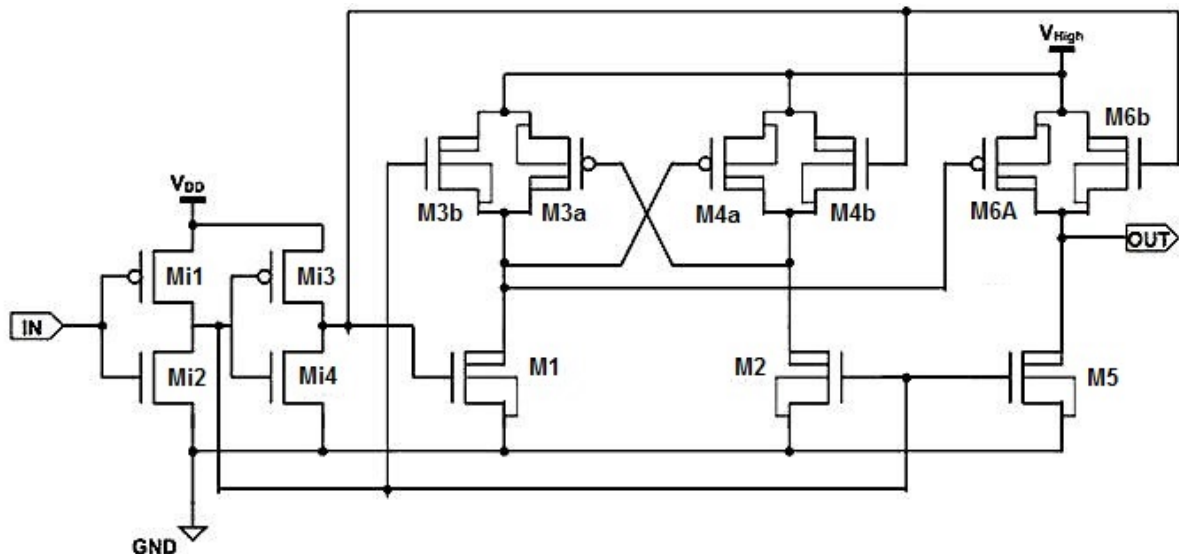 VHigh
M6b
M3b
M3a
M4a
M4b
M6A
OUT
VDD
Mi1
Mi3
IN
Mi2
Mi4
M1
M2
M5
GND